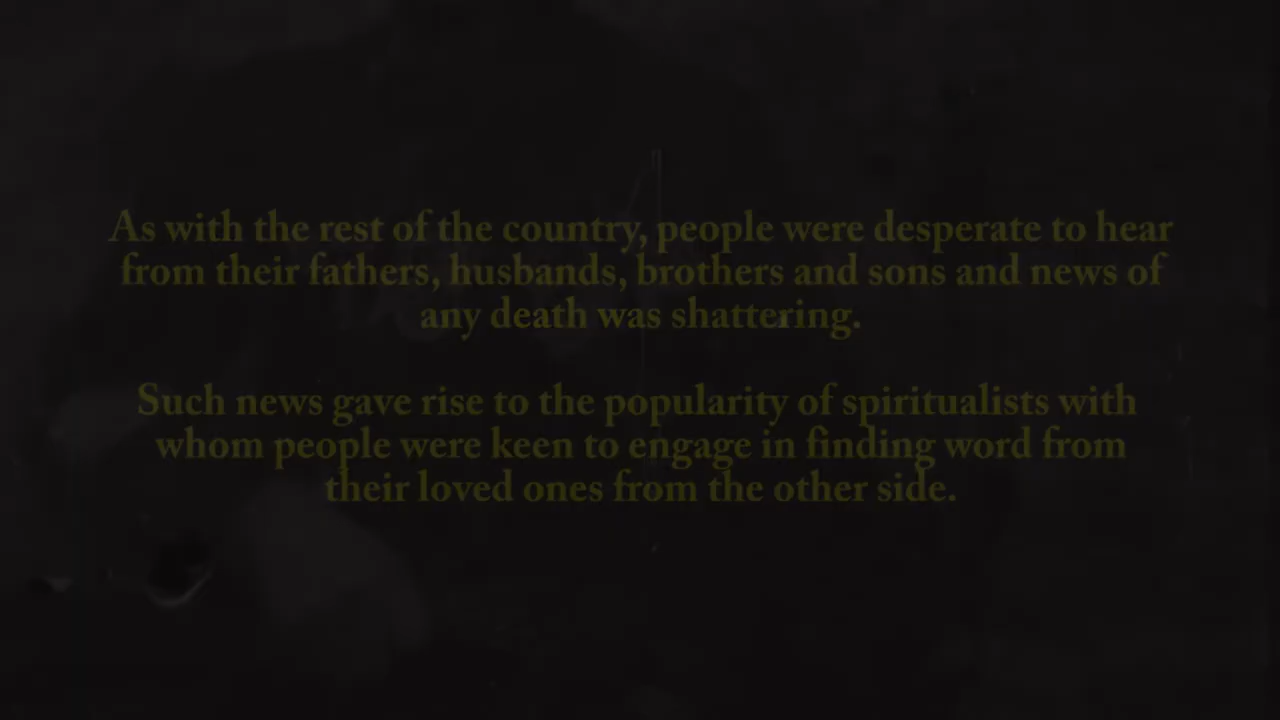 As with the rest of the country, people were desperate to hear
from their fathers, husbands, brothers and sons and news of
any death was shattering.
Such news gave rise to the popularity of spiritualists with
whom people were keen to engage in finding word from
their loved ones from the other side.